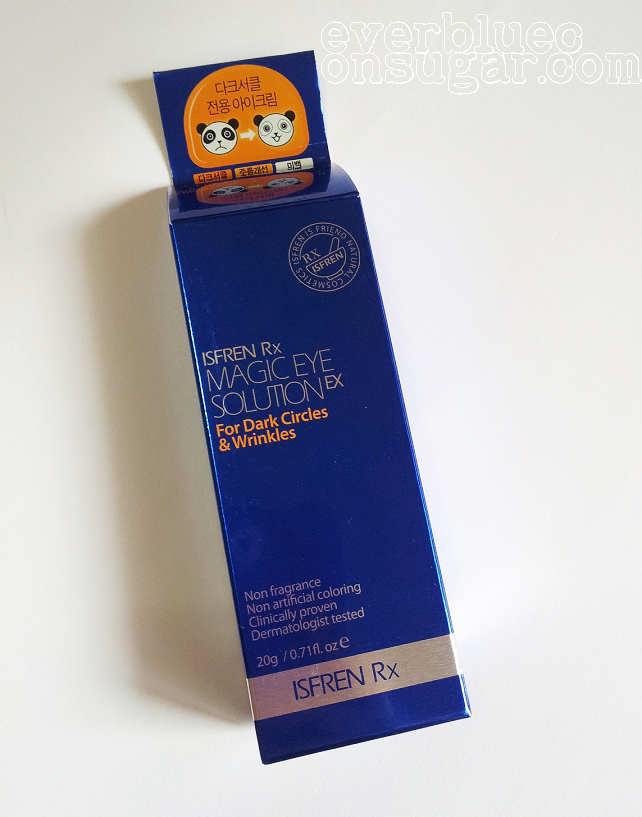 everbluec
onsugar.com
다크서클
전용 아이크림
다크서클 주름개선 미백
ISFREN IS FRIEND NATURAL COSMETICS
RX
ISFREN
ISFREN Rx
MAGIC EYE
SOLUTION EX
For Dark Circles
& Wrinkles
Non fragrance
Non artificial coloring
Clinically proven
Dermatologist tested
20g / 0.71fl. oz e
ISFREN Rx